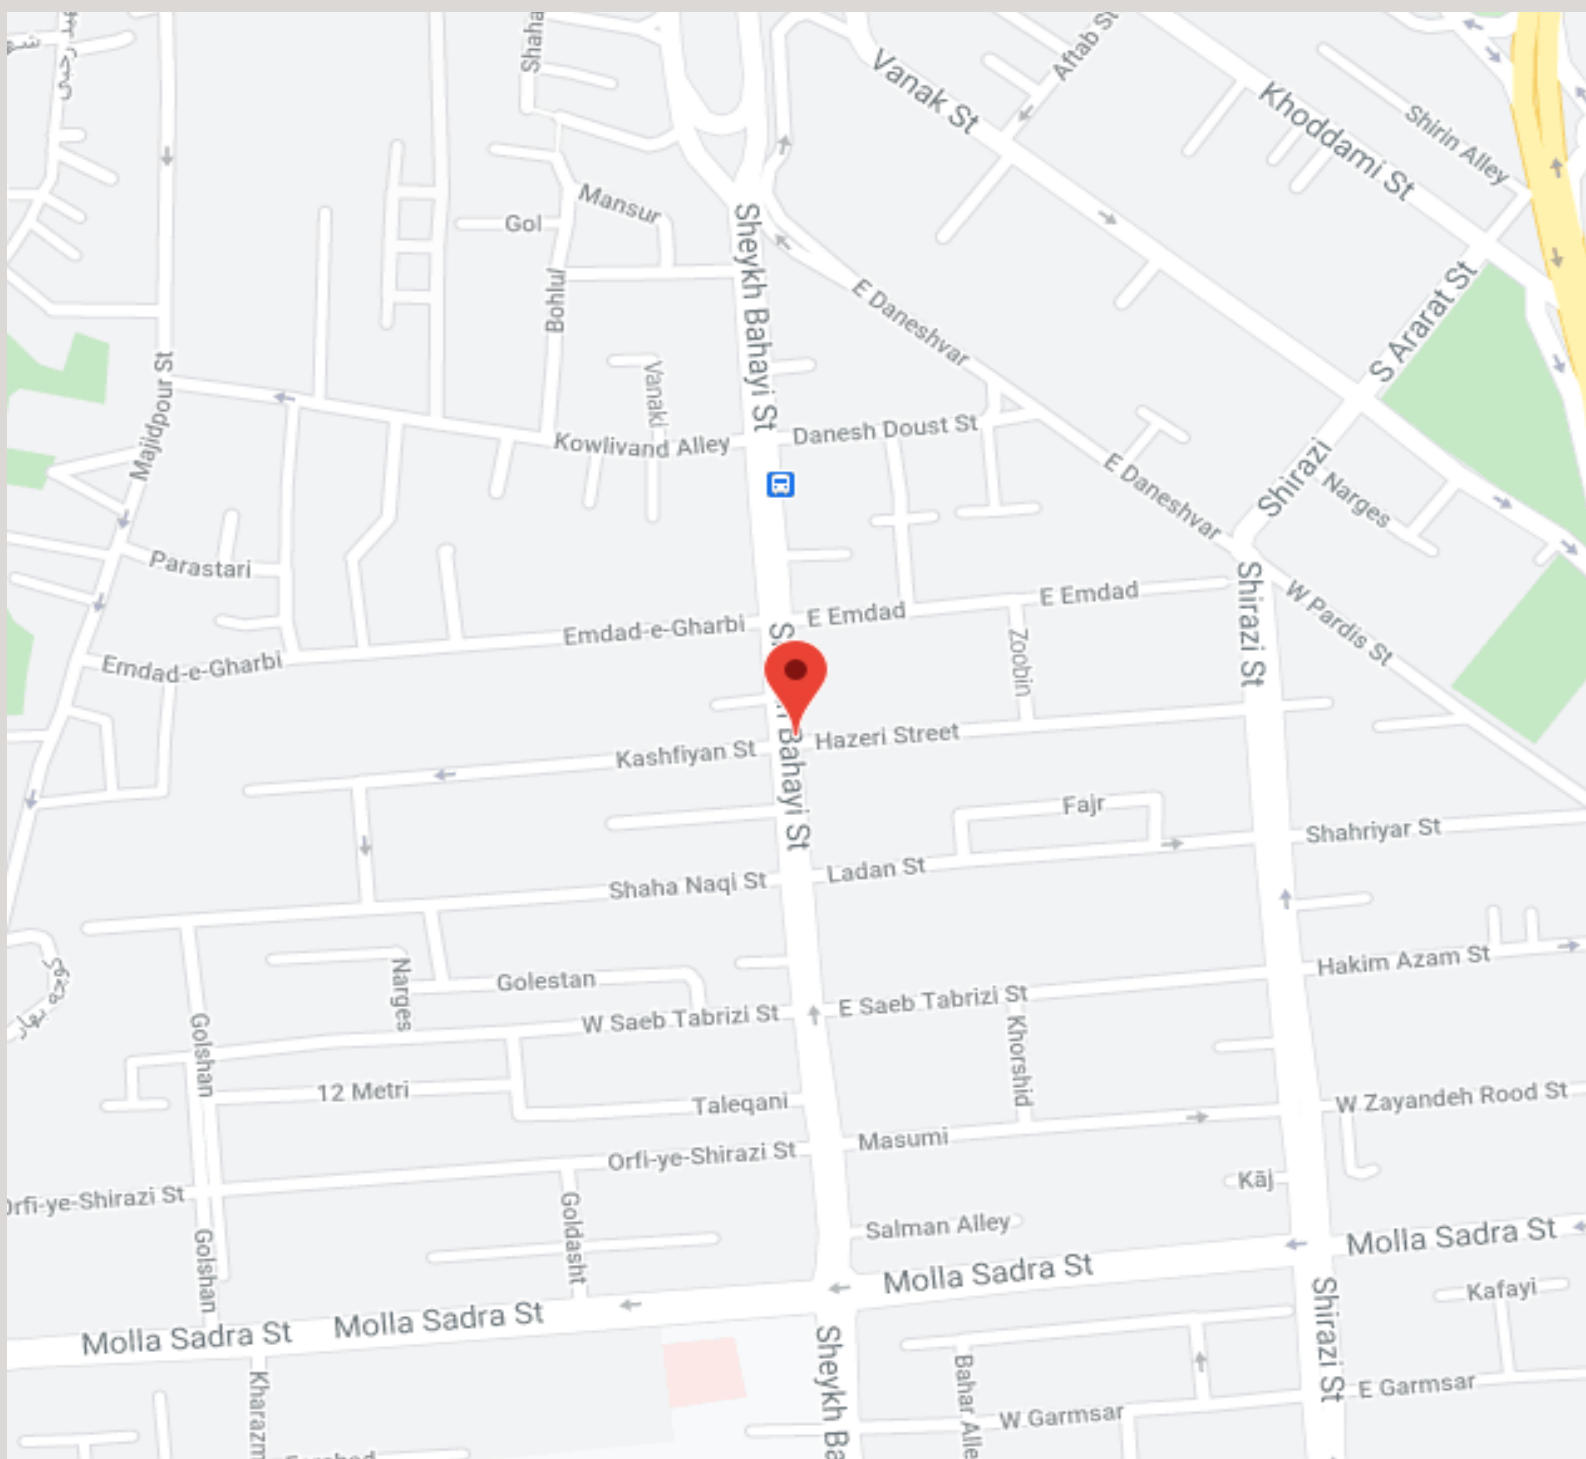 Shaha
Aftab St
Vanak St
Khoddami St
Shirin Alley
Mansur
Gol
Sheykh Bahayi St
Bohlul
E Daneshvar
S Ararat St
Majidpour St
Vanaki
Kowlivand Alley
Danesh Doust St
E Daneshvar
Shirazi
Narges
Parastari
Shirazi St
W Pardis St
E Emdad
E Emdad
Emdad-e-Gharbi
Emdad-e-Gharbi
Zoobin
Bahayi St
Kashfiyan St
Hazeri Street
Fajr
Shahriyar St
Shaha Naqi St
Ladan St
Narges
Golestan
Hakim Azam St
کوچه بهار
Golshan
W Saeb Tabrizi St
E Saeb Tabrizi St
Khorshid
12 Metri
Taleqani
W Zayandeh Rood St
Masumi
Orfi-ye-Shirazi St
rfi-ye-Shirazi St
Kāj
Goldasht
Salman Alley
Golshan
Molla Sadra St
Molla Sadra St
Molla Sadra St
Molla Sadra St
Kafayi
Shirazi St
Sheykh Ba
Bahar Alle
Kharazm
E Garmsar
W Garmsar